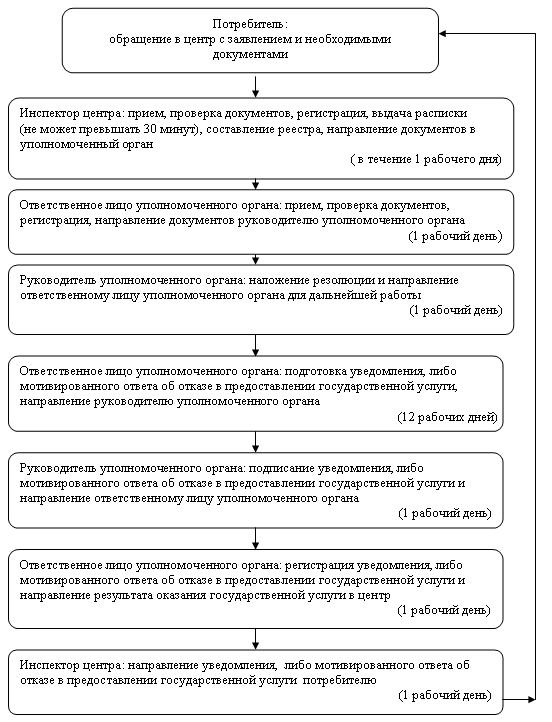 Потребитель:
обращение в центр с заявлением и необходимыми
документами
Инспектор центра: прием, проверка документов, регистрация, выдача расписки
(не может превышать 30 минут), составление реестра, направление документов в
уполномоченный орган
( в течение 1 рабочего дня)
Ответственное лицо уполномоченного органа: прием, проверка документов,
регистрация, направление документов руководителю уполномоченного органа
(1 рабочий день)
Руководитель уполномоченного органа: наложение резолюции и направление
ответственному лицу уполномоченного органа для дальнейшей работы
(1 рабочий день)
Ответственное лицо уполномоченного органа: подготовка уведомления, либо
мотивированного ответа об отказе в предоставлении государственной услуги,
направление руководителю уполномоченного органа
(12 рабочих дней)
Руководитель уполномоченного органа: подписание уведомления, либо
мотивированного ответа об отказе в предоставлении государственной услуги и
направление ответственному лицу уполномоченного органа
(1 рабочий день)
Ответственное лицо уполномоченного органа: регистрация уведомления, либо
мотивированного ответа об отказе в предоставлении государственной услуги и
направление результата оказания государственной услуги в центр
(1 рабочий день)
Инспектор центра: направление уведомления, либо мотивированного ответа об
отказе в предоставлении государственной услуги потребителю
(1 рабочий день)